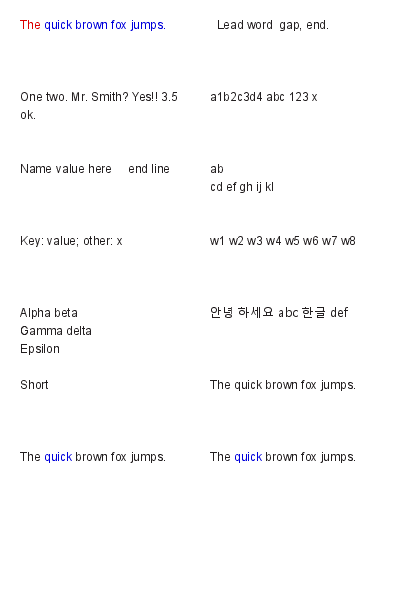 The quick brown fox jumps.
Lead word  gap, end.
One two. Mr. Smith? Yes!! 3.5
ok.
a1b2c3d4 abc 123 x
Name value here     end line
ab
cd ef gh ij kl
Key: value; other: x
w1 w2 w3 w4 w5 w6 w7 w8
Alpha beta
Gamma delta
Epsilon
안녕 하세요 abc 한글 def
Short
The quick brown fox jumps.
The quick brown fox jumps.
The quick brown fox jumps.